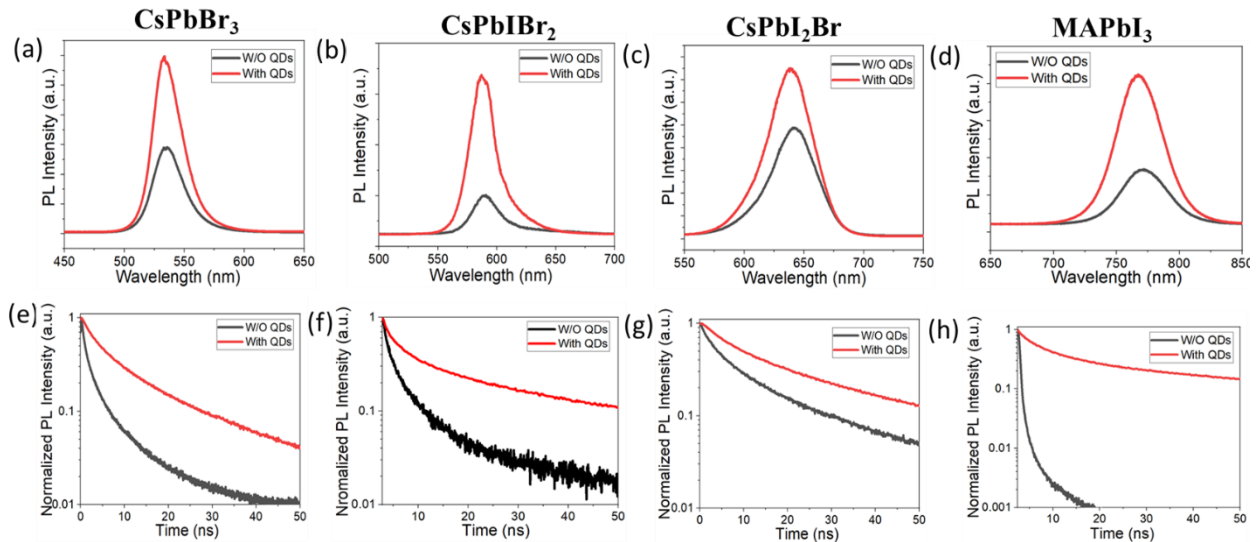 CsPbBr₃
CsPbIBr₂
CsPbI₂Br
MAPbI₃
(a)
PL Intensity (a.u.)
W/O QDs
With QDs
450 500 550 600 650
Wavelength (nm)
(b)
PL Intensity (a.u.)
W/O QDs
With QDs
500 550 600 650 700
Wavelength (nm)
(c)
PL Intensity (a.u.)
W/O QDs
With QDs
550 600 650 700 750
Wavelength (nm)
(d)
PL Intensity (a.u.)
W/O QDs
With QDs
650 700 750 800 850
Wavelength (nm)
(e)
Normalized PL Intensity (a.u.)
1
0.1
0.01
W/O QDs
With QDs
0 10 20 30 40 50
Time (ns)
(f)
Normalized PL Intensity (a.u.)
1
0.1
0.01
W/O QDs
With QDs
10 20 30 40 50
Time (ns)
(g)
Normalized PL Intensity (a.u.)
1
0.1
0.01
W/O QDs
With QDs
0 10 20 30 40 50
Time (ns)
(h)
Normalized PL Intensity (a.u.)
1
0.1
0.01
0.001
W/O QDs
With QDs
10 20 30 40 50
Time (ns)